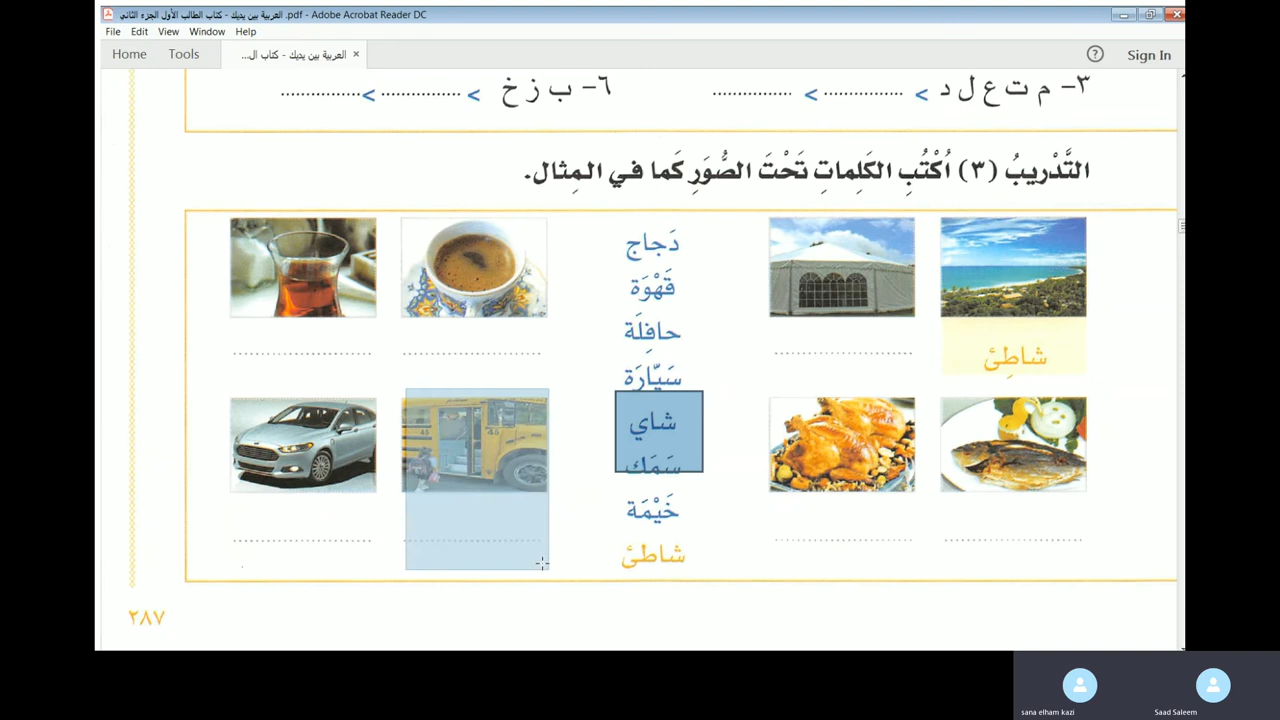 العربية بين يديك - كتاب الطالب الأول الجزء الثاني .pdf - Adobe Acrobat Reader DC
File Edit View Window Help
Home Tools العربية بين يديك - كتاب ال... × ? Sign In
٣- م ت ع ل د > .................. > ..................
٦- ب ز خ > .................. > ..................
التَّدْريبُ (٣) اُكْتُبِ الكَلِماتِ تَحْتَ الصُّوَرِ كَما في المِثال.
شاطِئ
دَجاج
قَهْوَة
حافِلَة
سَيّارَة
شاي
سَمَك
خَيْمَة
شاطئ
٢٨٧
sana elham kazi
Saad Saleem